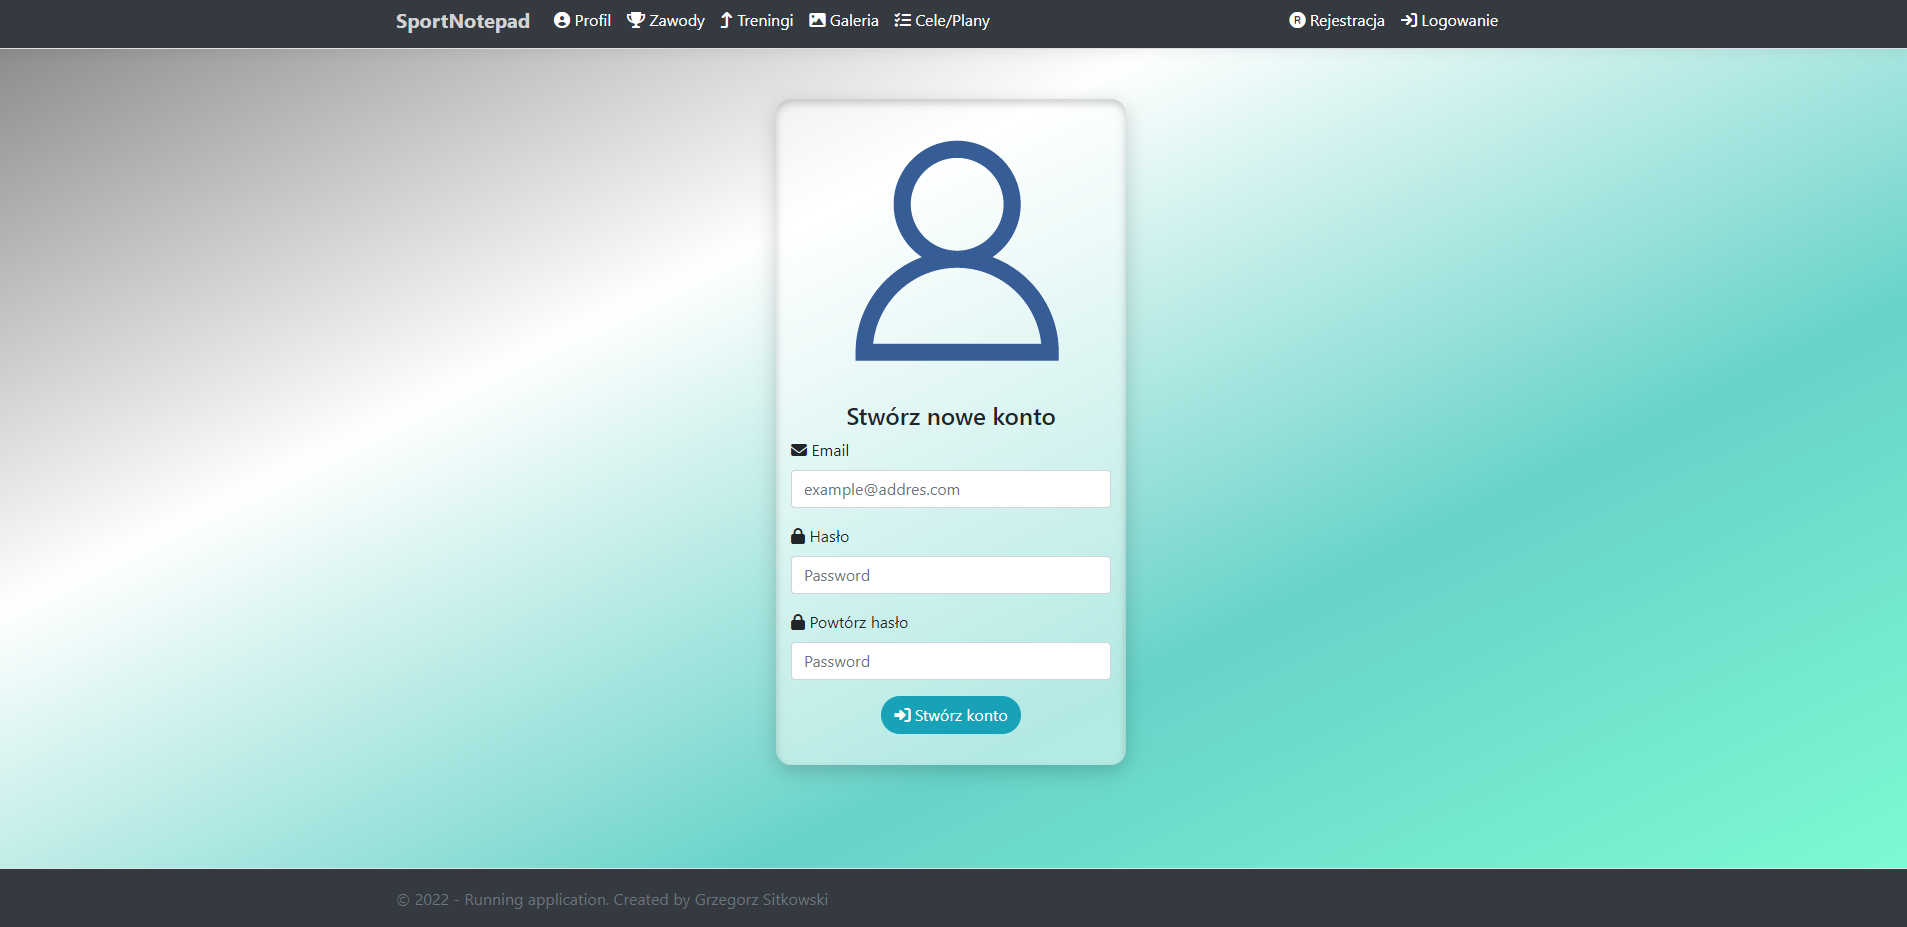 SportNotepad Profil Zawody Treningi Galeria Cele/Plany Rejestracja Logowanie
Stwórz nowe konto
Email
example@addres.com
Hasło
Password
Powtórz hasło
Password
Stwórz konto
© 2022 - Running application. Created by Grzegorz Sitkowski